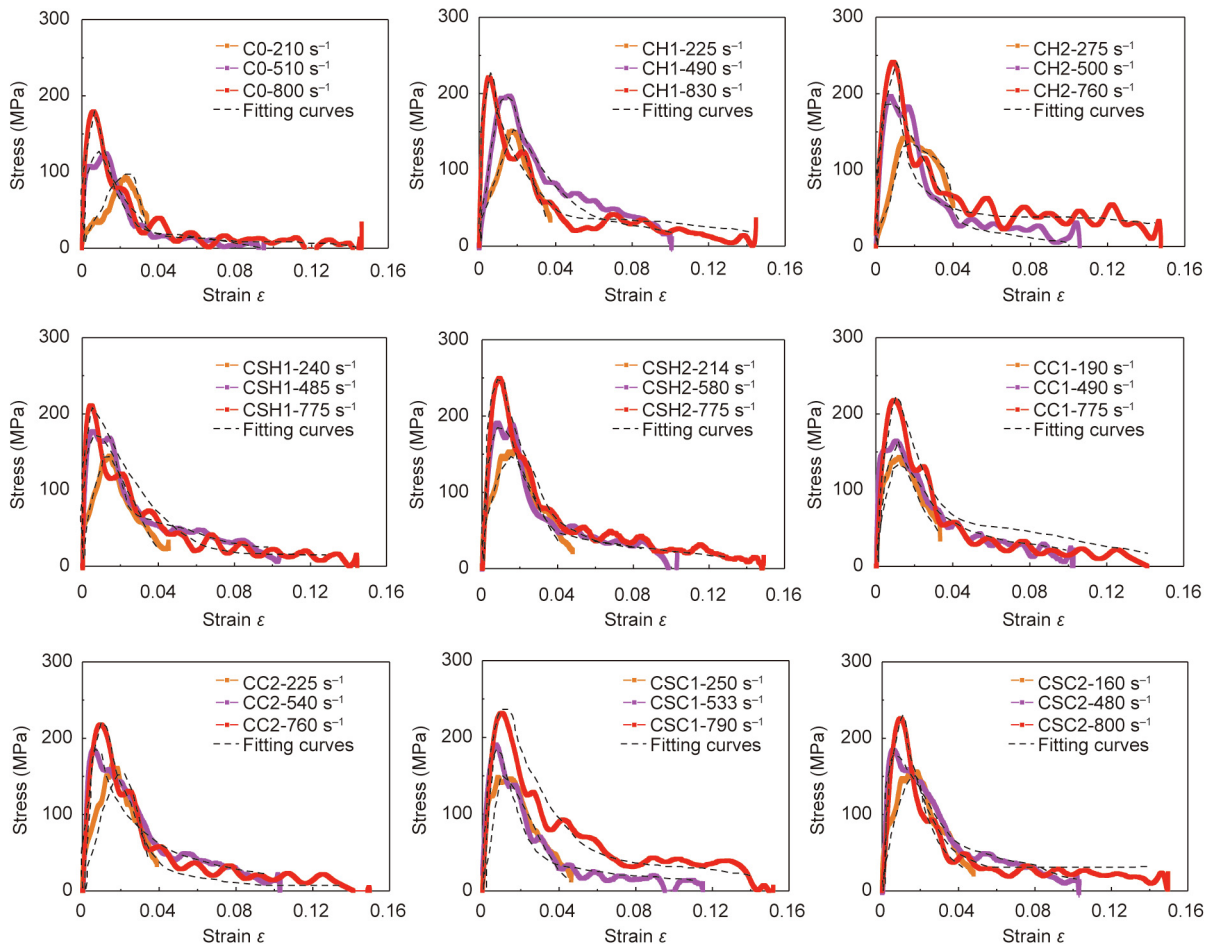 300
200
100
0
Stress (MPa)
C0-210 s⁻¹
C0-510 s⁻¹
C0-800 s⁻¹
Fitting curves
0 0.04 0.08 0.12 0.16
Strain ε
300
200
100
0
Stress (MPa)
CH1-225 s⁻¹
CH1-490 s⁻¹
CH1-830 s⁻¹
Fitting curves
0 0.04 0.08 0.12 0.16
Strain ε
300
200
100
0
Stress (MPa)
CH2-275 s⁻¹
CH2-500 s⁻¹
CH2-760 s⁻¹
Fitting curves
0 0.04 0.08 0.12 0.16
Strain ε
300
200
100
0
Stress (MPa)
CSH1-240 s⁻¹
CSH1-485 s⁻¹
CSH1-775 s⁻¹
Fitting curves
0 0.04 0.08 0.12 0.16
Strain ε
300
200
100
0
Stress (MPa)
CSH2-214 s⁻¹
CSH2-580 s⁻¹
CSH2-775 s⁻¹
Fitting curves
0 0.04 0.08 0.12 0.16
Strain ε
300
200
100
0
Stress (MPa)
CC1-190 s⁻¹
CC1-490 s⁻¹
CC1-775 s⁻¹
Fitting curves
0 0.04 0.08 0.12 0.16
Strain ε
300
200
100
0
Stress (MPa)
CC2-225 s⁻¹
CC2-540 s⁻¹
CC2-760 s⁻¹
Fitting curves
0 0.04 0.08 0.12 0.16
Strain ε
300
200
100
0
Stress (MPa)
CSC1-250 s⁻¹
CSC1-533 s⁻¹
CSC1-790 s⁻¹
Fitting curves
0 0.04 0.08 0.12 0.16
Strain ε
300
200
100
0
Stress (MPa)
CSC2-160 s⁻¹
CSC2-480 s⁻¹
CSC2-800 s⁻¹
Fitting curves
0 0.04 0.08 0.12 0.16
Strain ε